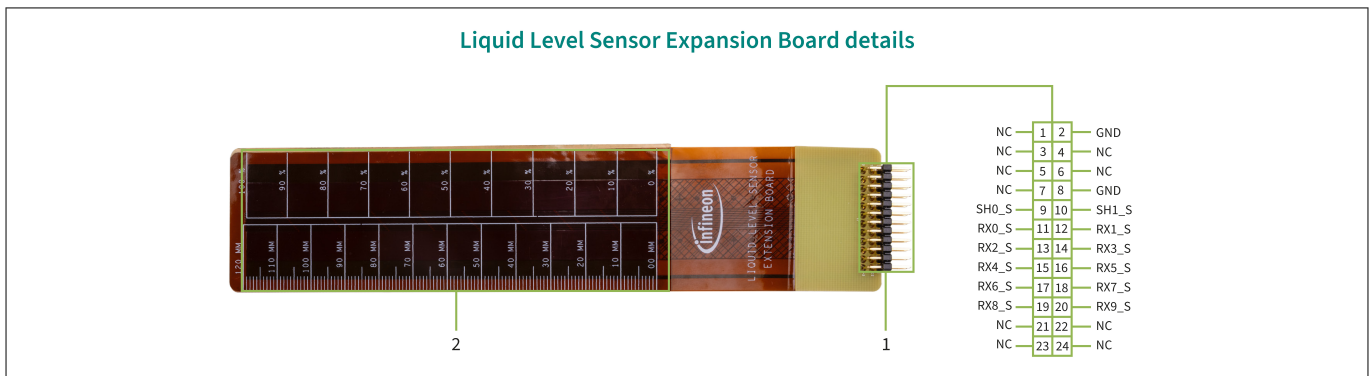 Liquid Level Sensor Expansion Board details
100 % 90 % 80 % 70 % 60 % 50 % 40 % 30 % 20 % 10 % 0 %
120 MM 110 MM 100 MM 90 MM 80 MM 70 MM 60 MM 50 MM 40 MM 30 MM 20 MM 10 MM 00 MM
infineon
LIQUID LEVEL SENSOR
EXTENSION BOARD
NC 1 2 GND
NC 3 4 NC
NC 5 6 NC
NC 7 8 GND
SH0_S 9 10 SH1_S
RX0_S 11 12 RX1_S
RX2_S 13 14 RX3_S
RX4_S 15 16 RX5_S
RX6_S 17 18 RX7_S
RX8_S 19 20 RX9_S
NC 21 22 NC
NC 23 24 NC
2
1